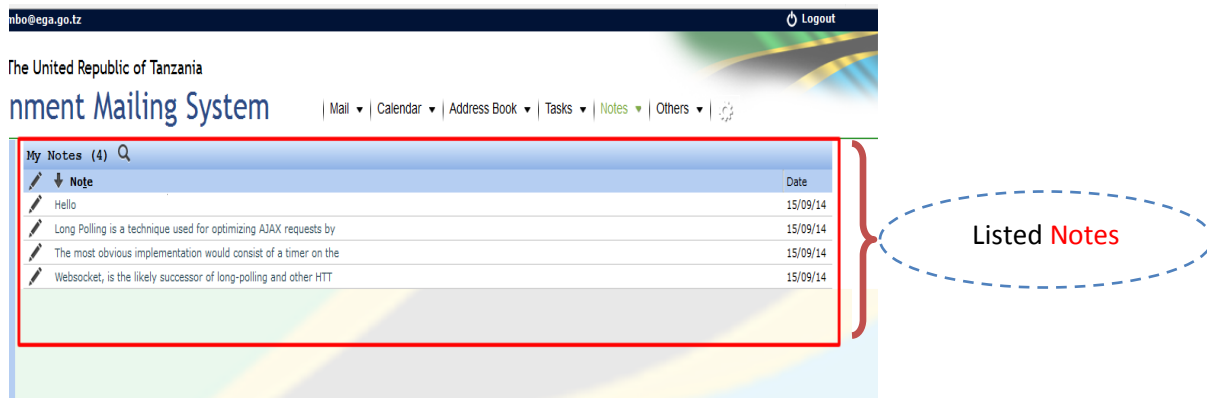 mbo@ega.go.tz Logout
The United Republic of Tanzania
nment Mailing System Mail Calendar Address Book Tasks Notes Others
My Notes (4)
Note Date
Hello 15/09/14
Long Polling is a technique used for optimizing AJAX requests by 15/09/14
The most obvious implementation would consist of a timer on the 15/09/14
Websocket, is the likely successor of long-polling and other HTT 15/09/14
Listed Notes